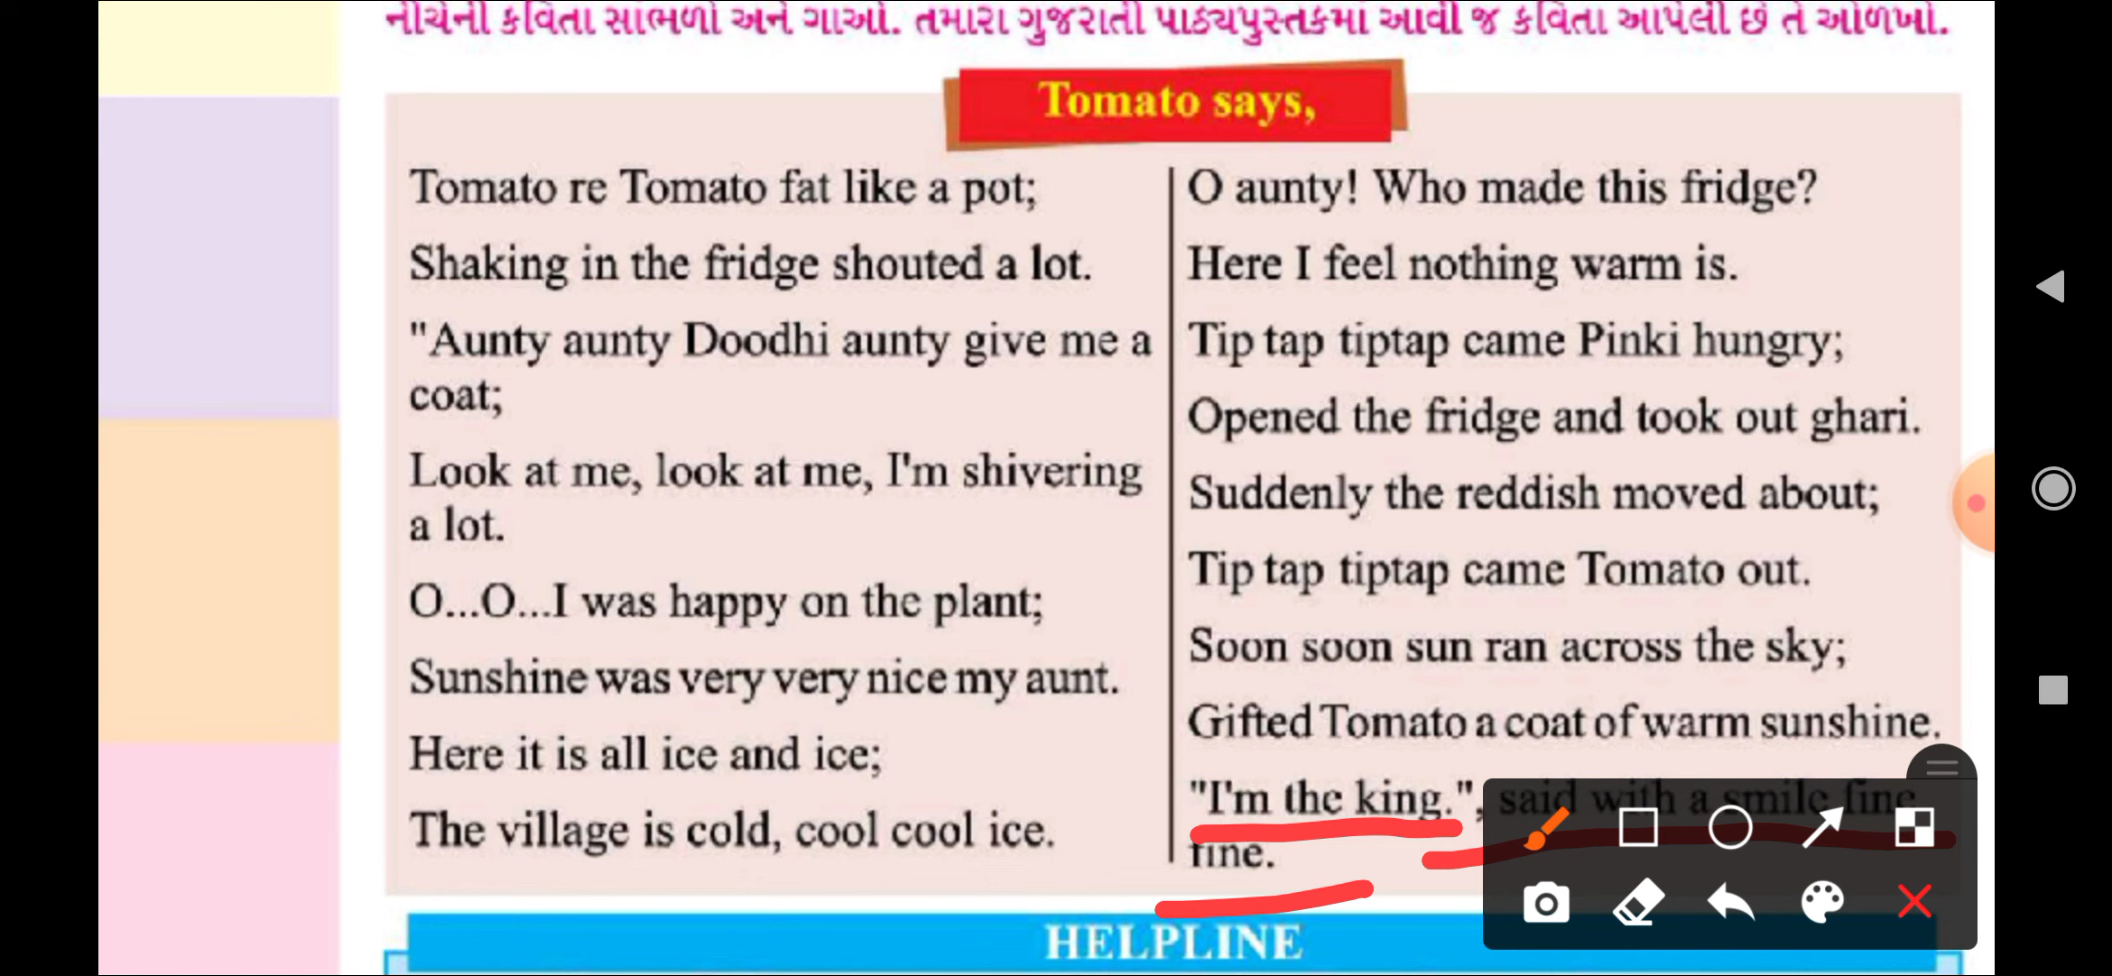 નીચેની કવિતા સાંભળો અને ગાઓ. તમારા ગુજરાતી પાઠ્યપુસ્તકમાં આવી જ કવિતા આપેલી છે તે ઓળખો.
Tomato says,
Tomato re Tomato fat like a pot;
Shaking in the fridge shouted a lot.
"Aunty aunty Doodhi aunty give me a
coat;
Look at me, look at me, I'm shivering
a lot.
O...O...I was happy on the plant;
Sunshine was very very nice my aunt.
Here it is all ice and ice;
The village is cold, cool cool ice.
O aunty! Who made this fridge?
Here I feel nothing warm is.
Tip tap tiptap came Pinki hungry;
Opened the fridge and took out ghari.
Suddenly the reddish moved about;
Tip tap tiptap came Tomato out.
Soon soon sun ran across the sky;
Gifted Tomato a coat of warm sunshine.
"I'm the king.", said with a smile fine
fine.
HELPLINE